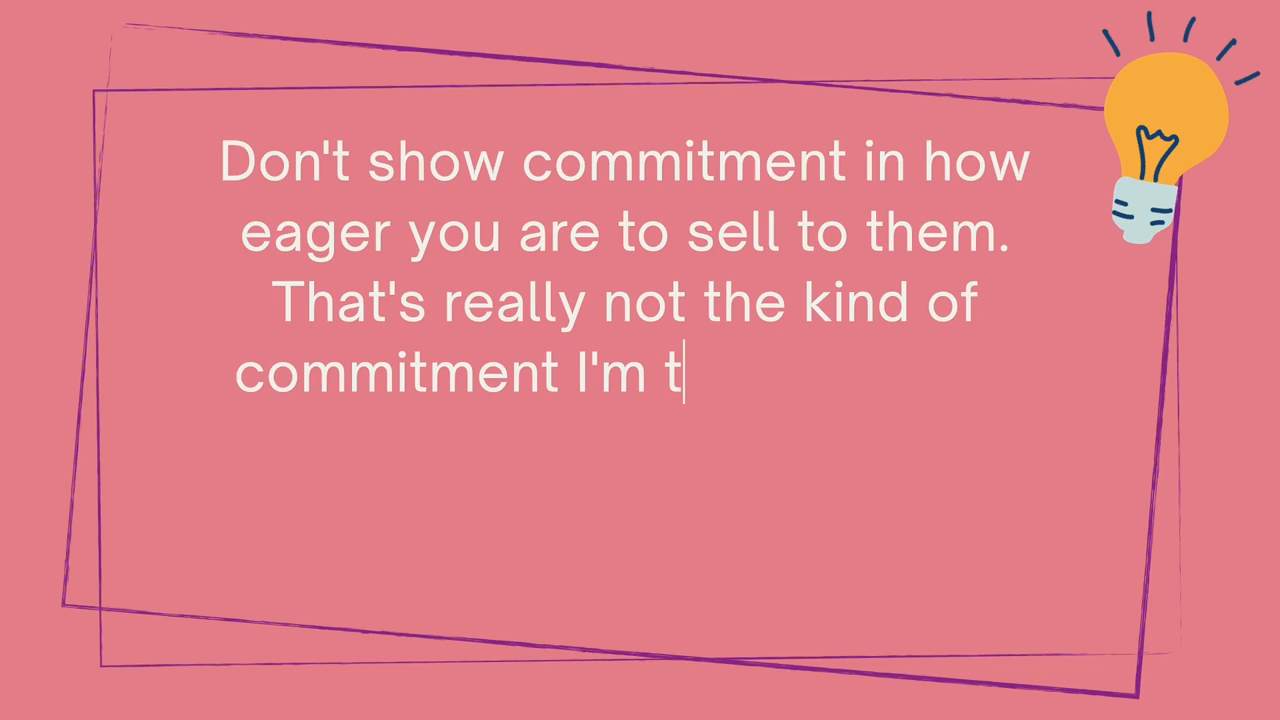 Don't show commitment in how
eager you are to sell to them.
That's really not the kind of
commitment I'm t